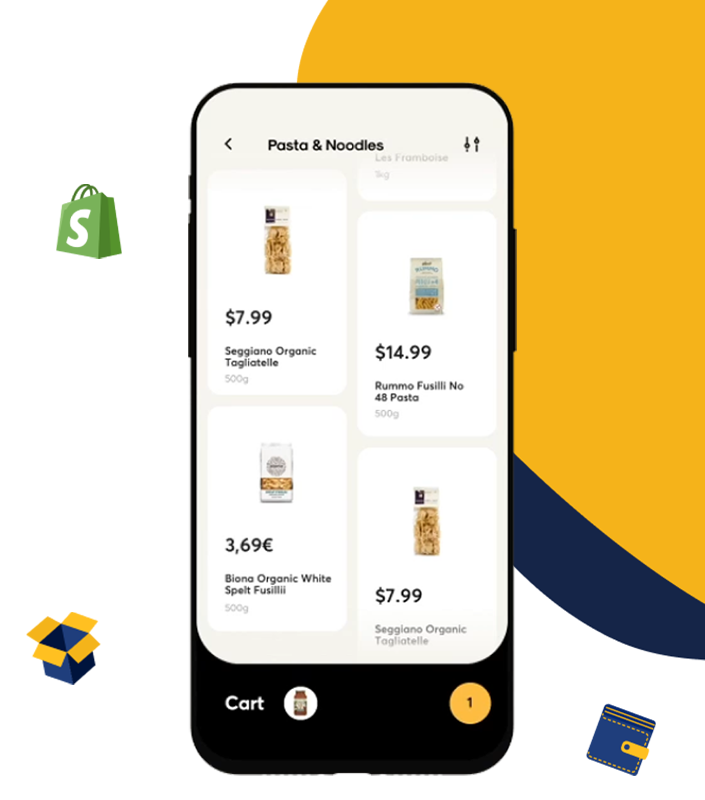 Pasta & Noodles
Les Framboise
1kg
$7.99
Seggiano Organic
Tagliatelle
500g
RUMMO
$14.99
Rummo Fusilli No
48 Pasta
500g
3,69€
Biona Organic White
Spelt Fusillii
500g
$7.99
Seggiano Organic
Tagliatelle
Cart
1
S